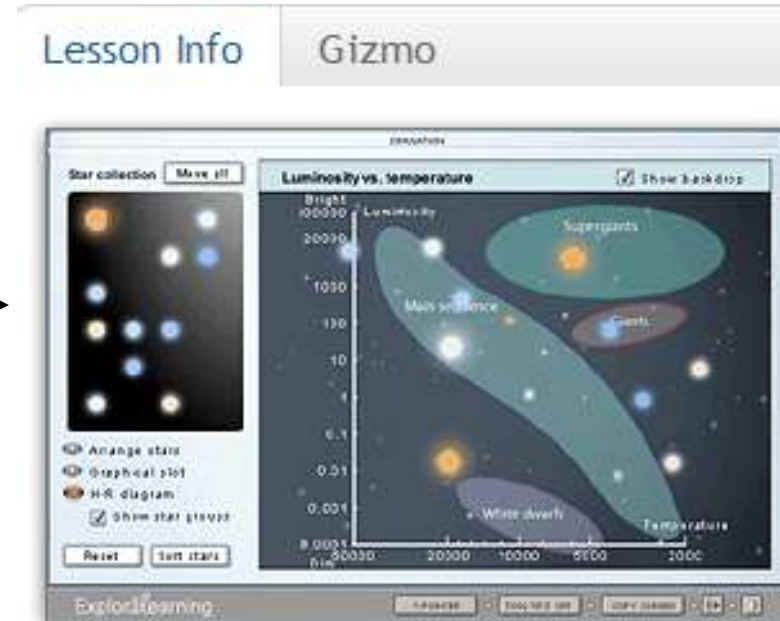 Lesson Info
Gizmo
Star collection
Move all
Luminosity vs. temperature
Show backdrop
Bright
Luminosity
Supergiants
20000
1000
Main sequence
Giants
100
10
0.1
0.01
0.001
White dwarfs
Temperature
20000
10000
5000
Dim
Arrange stars
Graphical plot
H-R diagram
Show star groups
Reset
Sort stars
ExploreLearning